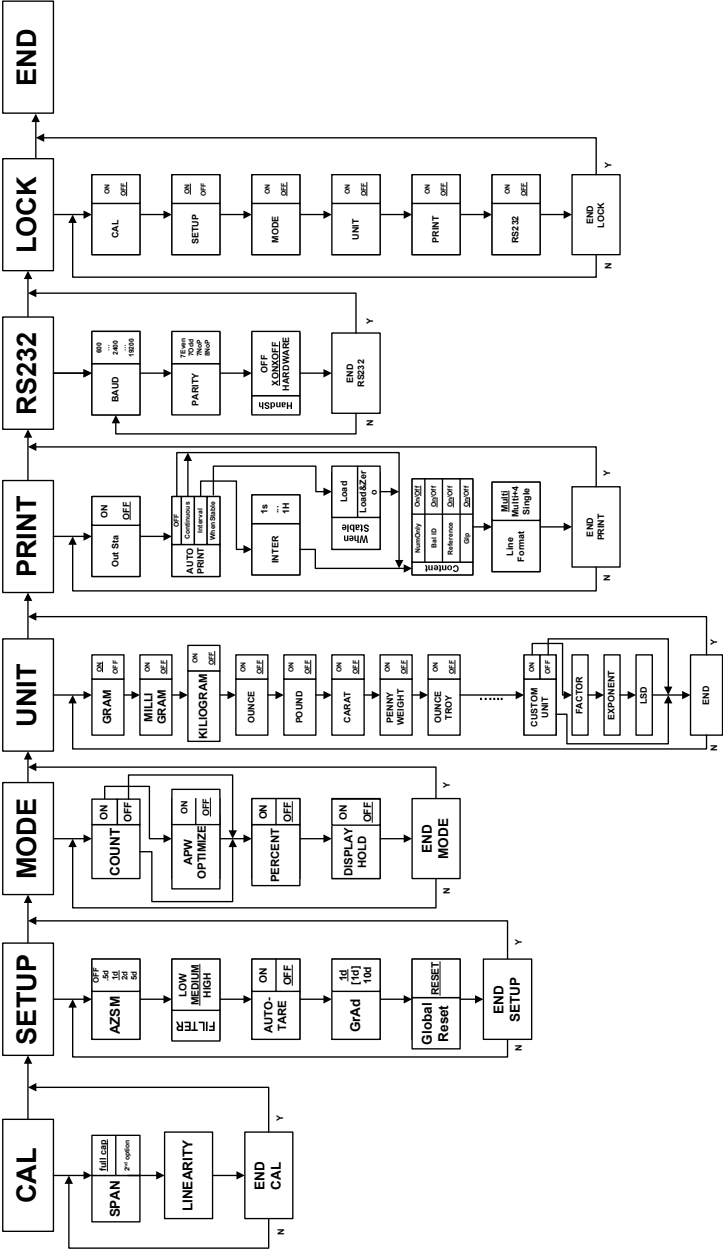 CAL
SPAN
full cap
2nd option
LINEARITY
END
CAL
N
Y
SETUP
AZSM
OFF
.5d
1d
2d
5d
FILTER
LOW
MEDIUM
HIGH
AUTO-
TARE
ON
OFF
GrAd
1d
[1d]
10d
Global
Reset
RESET
END
SETUP
N
Y
MODE
COUNT
ON
OFF
APW
OPTIMIZE
ON
OFF
PERCENT
ON
OFF
DISPLAY
HOLD
ON
OFF
END
MODE
N
Y
UNIT
GRAM
ON
OFF
MILLI
GRAM
ON
OFF
KILIOGRAM
ON
OFF
OUNCE
ON
OFF
POUND
ON
OFF
CARAT
ON
OFF
PENNY
WEIGHT
ON
OFF
OUNCE
TROY
ON
OFF
......
CUSTOM
UNIT
ON
OFF
FACTOR
EXPONENT
LSD
END
N
Y
PRINT
Out Sta
ON
OFF
AUTO
PRINT
OFF
Continuous
Interval
WhenStable
INTER
1s
...
1H
When
Stable
Load
Load&Zer
o
Content
NumOnly
On/Off
Bal ID
On/Off
Reference
On/Off
Glp
On/Off
Line
Format
Multi
Multi+4
Single
END
PRINT
N
Y
RS232
BAUD
600
...
2400
...
19200
PARITY
7Even
7Odd
7NoP
8NoP
HandSh
OFF
XONXOFF
HARDWARE
END
RS232
N
Y
LOCK
CAL
ON
OFF
SETUP
ON
OFF
MODE
ON
OFF
UNIT
ON
OFF
PRINT
ON
OFF
RS232
ON
OFF
END
LOCK
N
Y
END